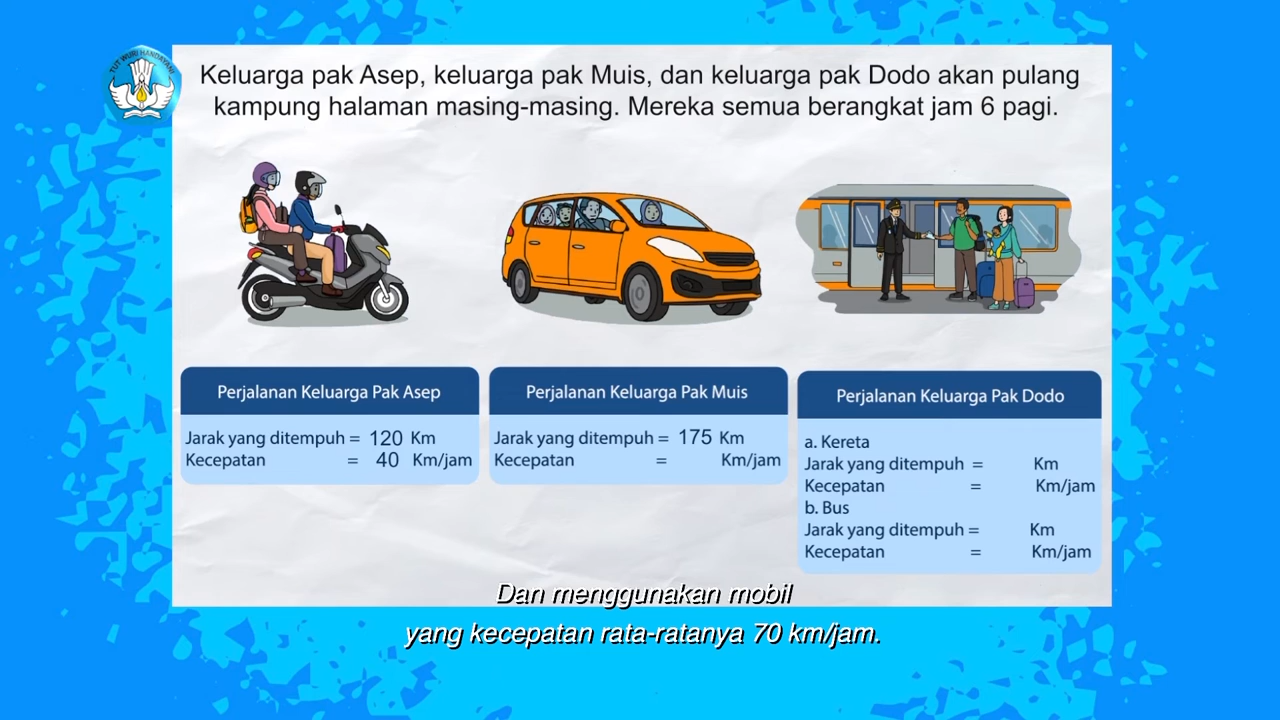 TUT WURI HANDAYANI
Keluarga pak Asep, keluarga pak Muis, dan keluarga pak Dodo akan pulang
kampung halaman masing-masing. Mereka semua berangkat jam 6 pagi.
Perjalanan Keluarga Pak Asep
Jarak yang ditempuh = 120 Km
Kecepatan = 40 Km/jam
Perjalanan Keluarga Pak Muis
Jarak yang ditempuh = 175 Km
Kecepatan = Km/jam
Perjalanan Keluarga Pak Dodo
a. Kereta
Jarak yang ditempuh = Km
Kecepatan = Km/jam
b. Bus
Jarak yang ditempuh = Km
Kecepatan = Km/jam
Dan menggunakan mobil
yang kecepatan rata-ratanya 70 km/jam.